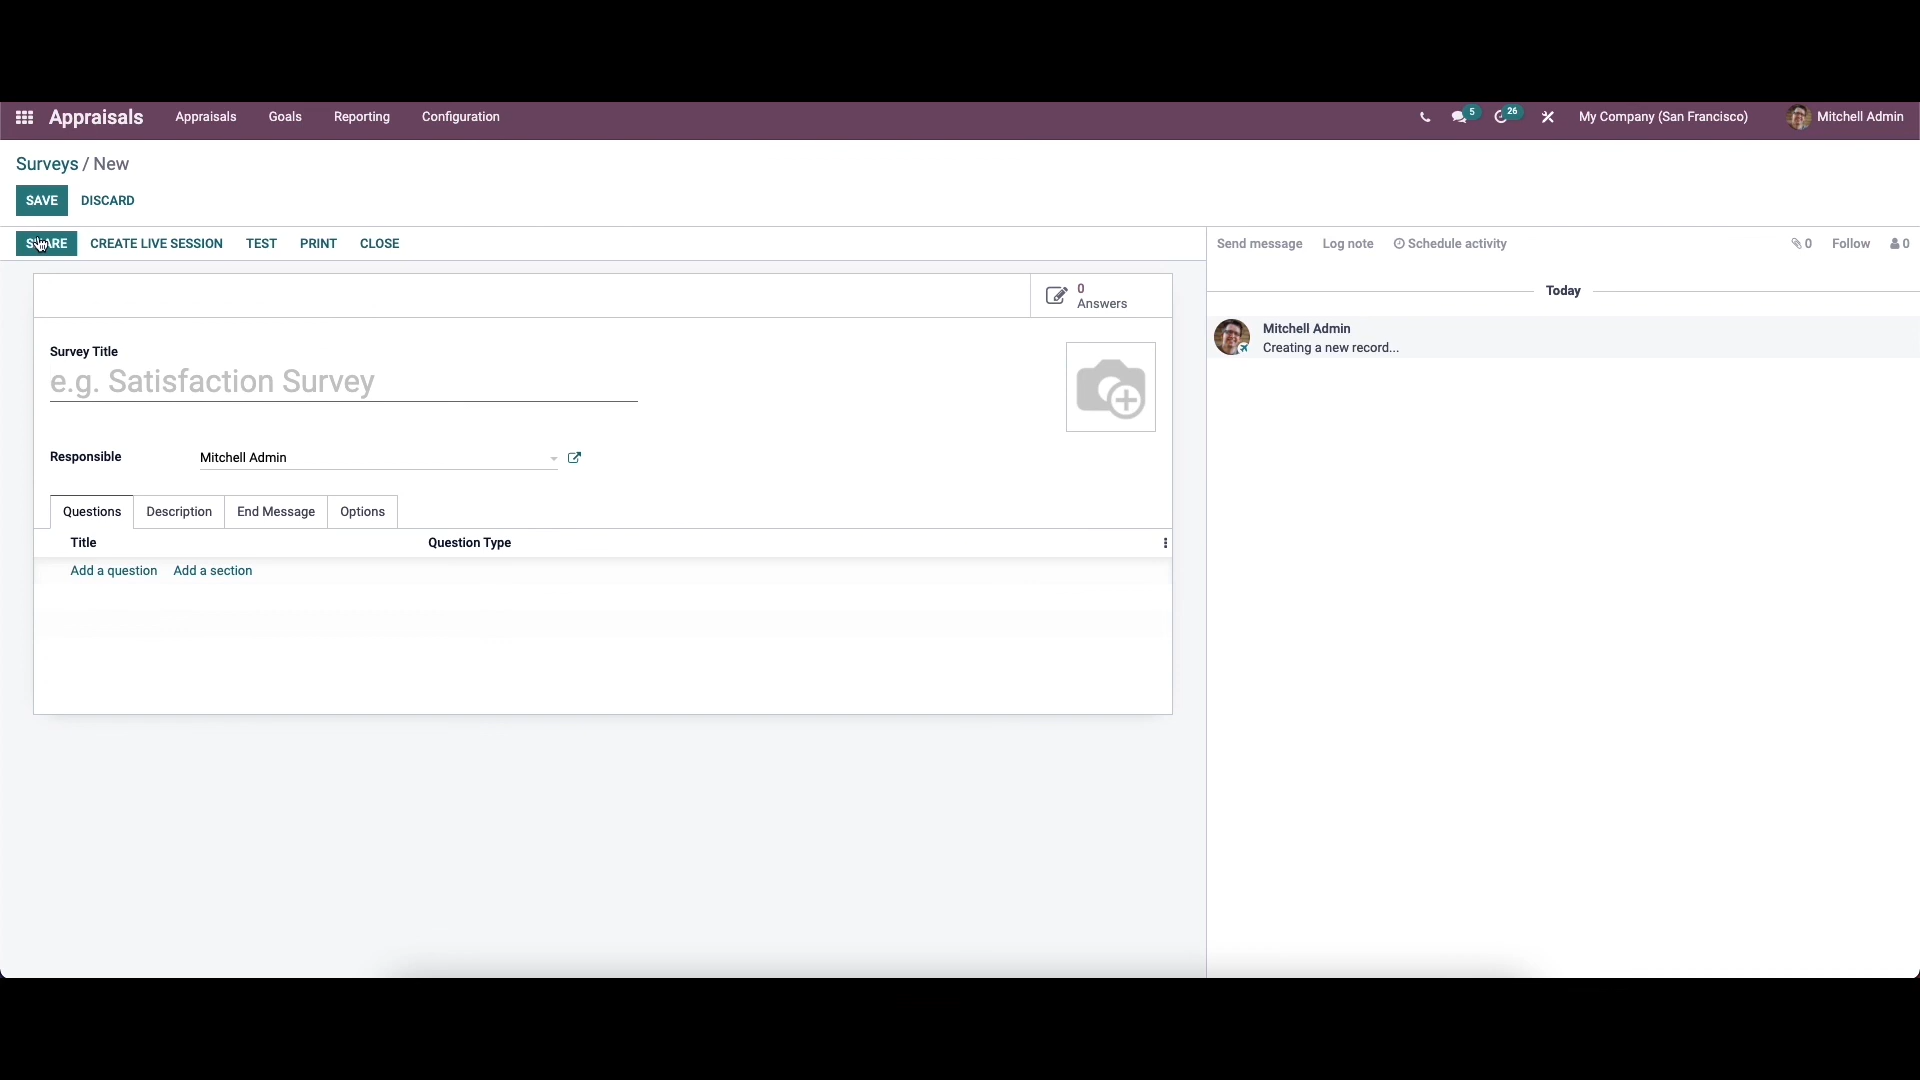 Appraisals Appraisals Goals Reporting Configuration 5 26 My Company (San Francisco) Mitchell Admin
Surveys / New
SAVE DISCARD
CREATE LIVE SESSION TEST PRINT CLOSE Send message Log note Schedule activity 0 Follow 0
0
Answers
Today
Mitchell Admin
Creating a new record...
Survey Title
e.g. Satisfaction Survey
Responsible Mitchell Admin
Questions Description End Message Options
Title Question Type
Add a question Add a section